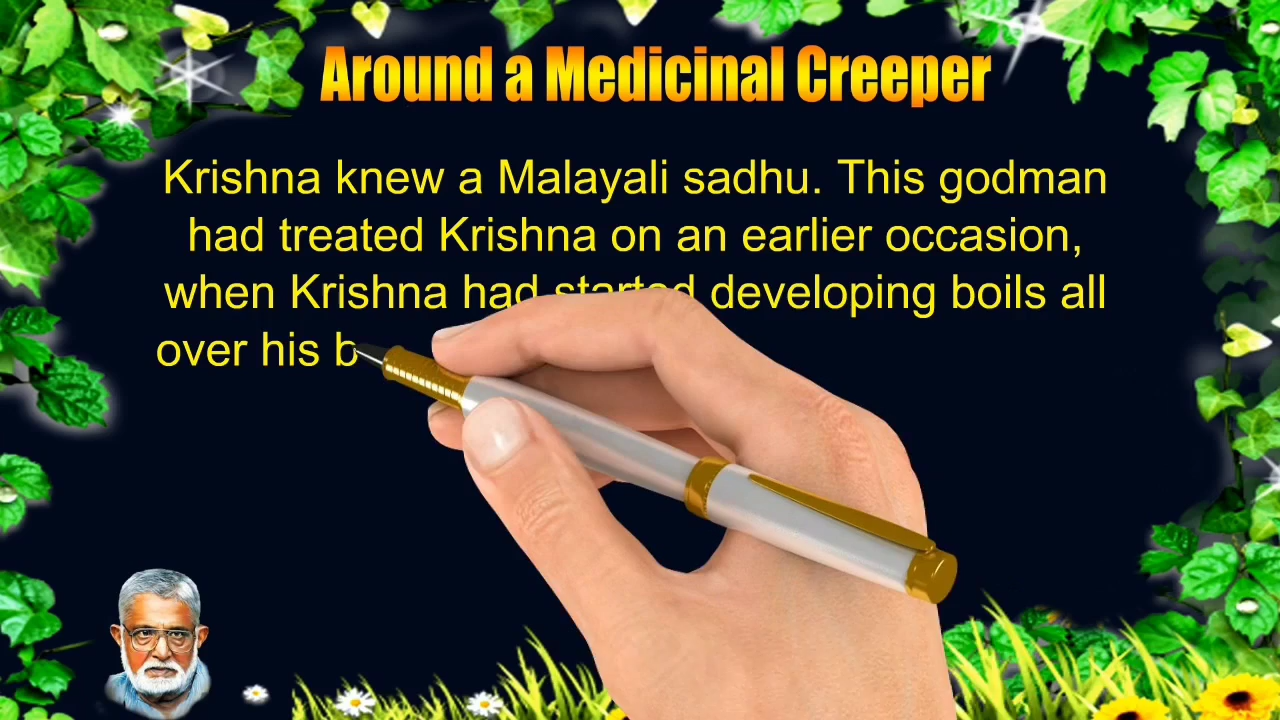 Around a Medicinal Creeper
Krishna knew a Malayali sadhu. This godman
had treated Krishna on an earlier occasion,
when Krishna had started developing boils all
over his b